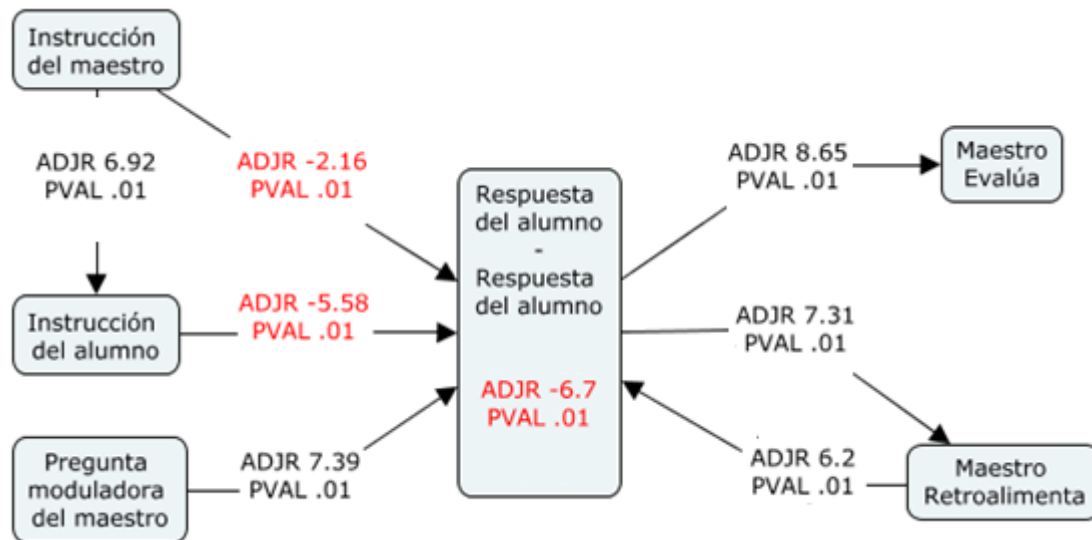 Instrucción
del maestro
ADJR 6.92
PVAL .01
ADJR -2.16
PVAL .01
Instrucción
del alumno
ADJR -5.58
PVAL .01
Pregunta
moduladora
del maestro
ADJR 7.39
PVAL .01
Respuesta
del alumno
-
Respuesta
del alumno
ADJR -6.7
PVAL .01
ADJR 8.65
PVAL .01
Maestro
Evalúa
ADJR 7.31
PVAL .01
ADJR 6.2
PVAL .01
Maestro
Retroalimenta